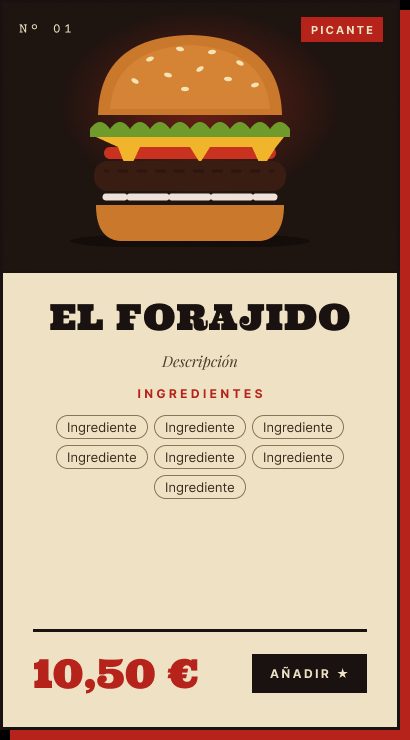 Nº 01
PICANTE
EL FORAJIDO
Descripción
INGREDIENTES
Ingrediente Ingrediente Ingrediente
Ingrediente Ingrediente Ingrediente
Ingrediente
10,50 €
AÑADIR ★